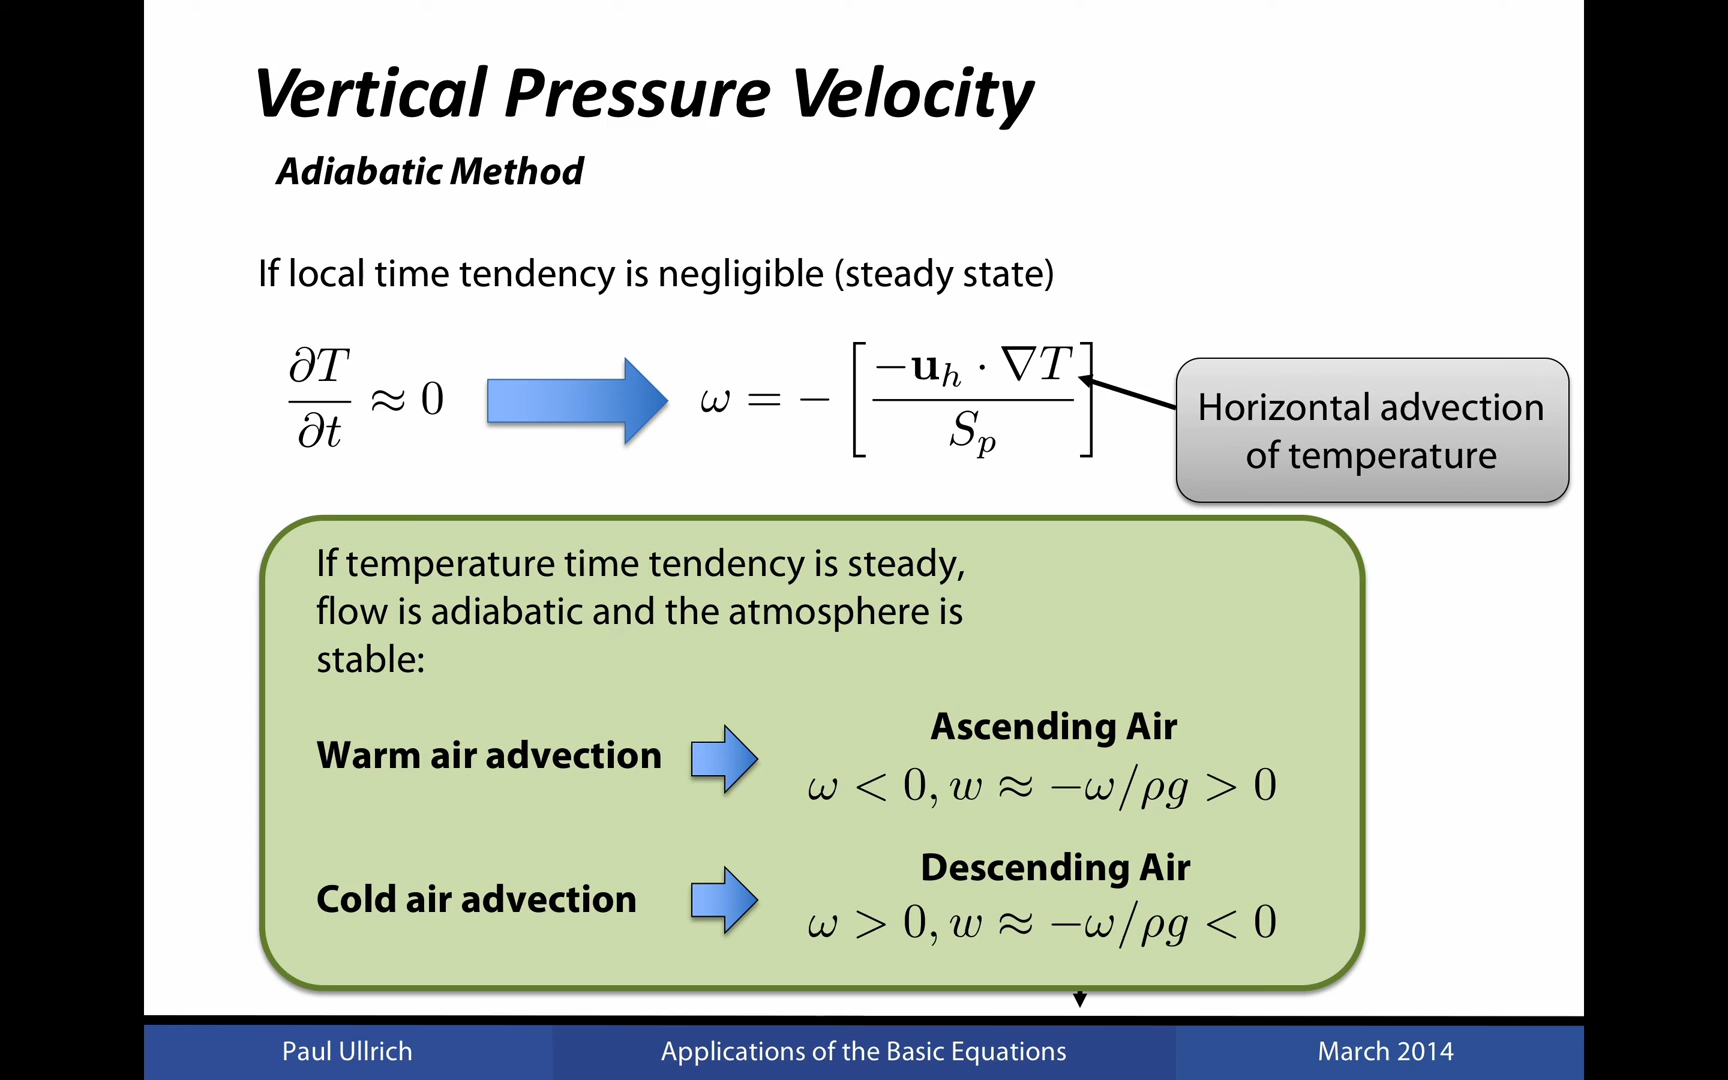 Vertical Pressure Velocity
Adiabatic Method
If local time tendency is negligible (steady state)
∂T/∂t ≈ 0
ω = − [ −u_h · ∇T / S_p ]
Horizontal advection
of temperature
If temperature time tendency is steady,
flow is adiabatic and the atmosphere is
stable:
Warm air advection
Ascending Air
ω < 0, w ≈ −ω/ρg > 0
Cold air advection
Descending Air
ω > 0, w ≈ −ω/ρg < 0
Paul Ullrich
Applications of the Basic Equations
March 2014